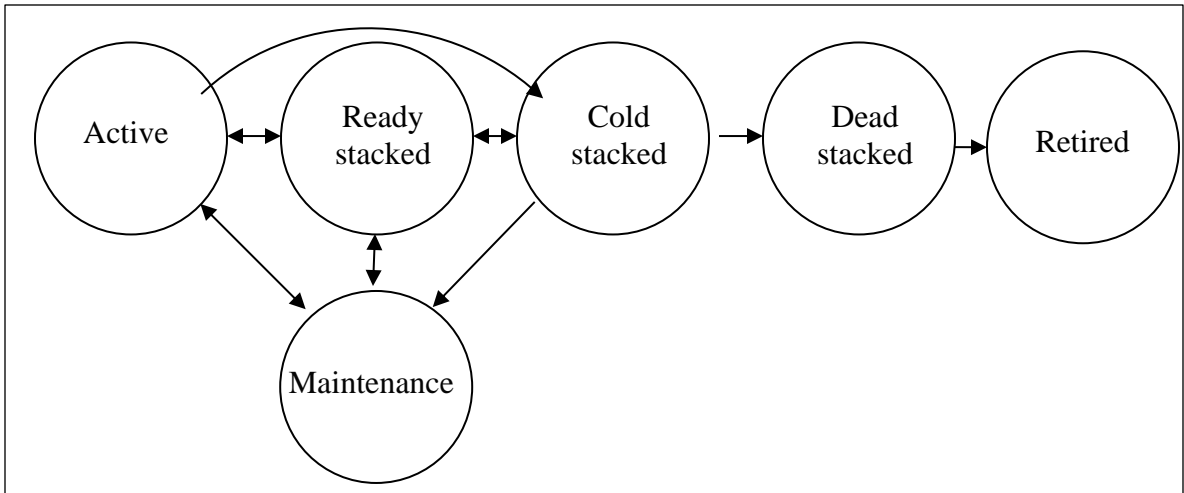 Active
Ready
stacked
Cold
stacked
Dead
stacked
Retired
Maintenance